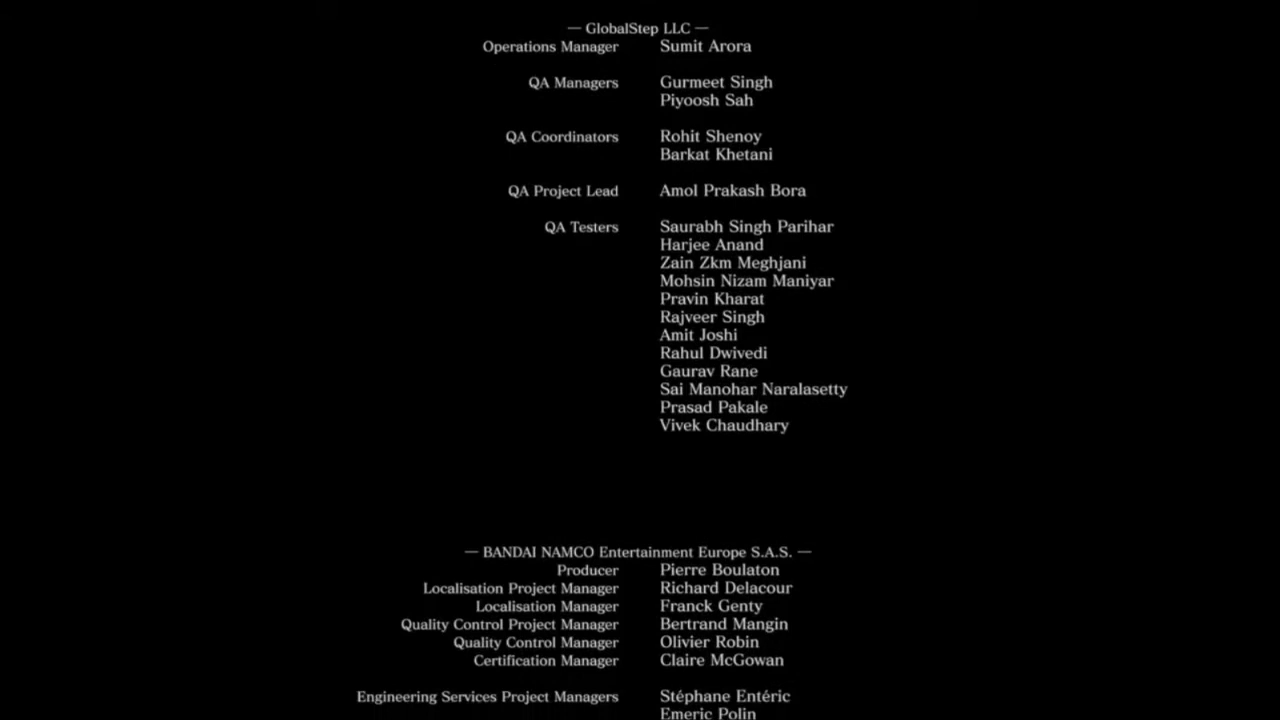 — GlobalStep LLC —
Operations Manager Sumit Arora
QA Managers Gurmeet Singh
Piyoosh Sah
QA Coordinators Rohit Shenoy
Barkat Khetani
QA Project Lead Amol Prakash Bora
QA Testers Saurabh Singh Parihar
Harjee Anand
Zain Zkm Meghjani
Mohsin Nizam Maniyar
Pravin Kharat
Rajveer Singh
Amit Joshi
Rahul Dwivedi
Gaurav Rane
Sai Manohar Naralasetty
Prasad Pakale
Vivek Chaudhary
— BANDAI NAMCO Entertainment Europe S.A.S. —
Producer Pierre Boulaton
Localisation Project Manager Richard Delacour
Localisation Manager Franck Genty
Quality Control Project Manager Bertrand Mangin
Quality Control Manager Olivier Robin
Certification Manager Claire McGowan
Engineering Services Project Managers Stéphane Entéric
Emeric Polin